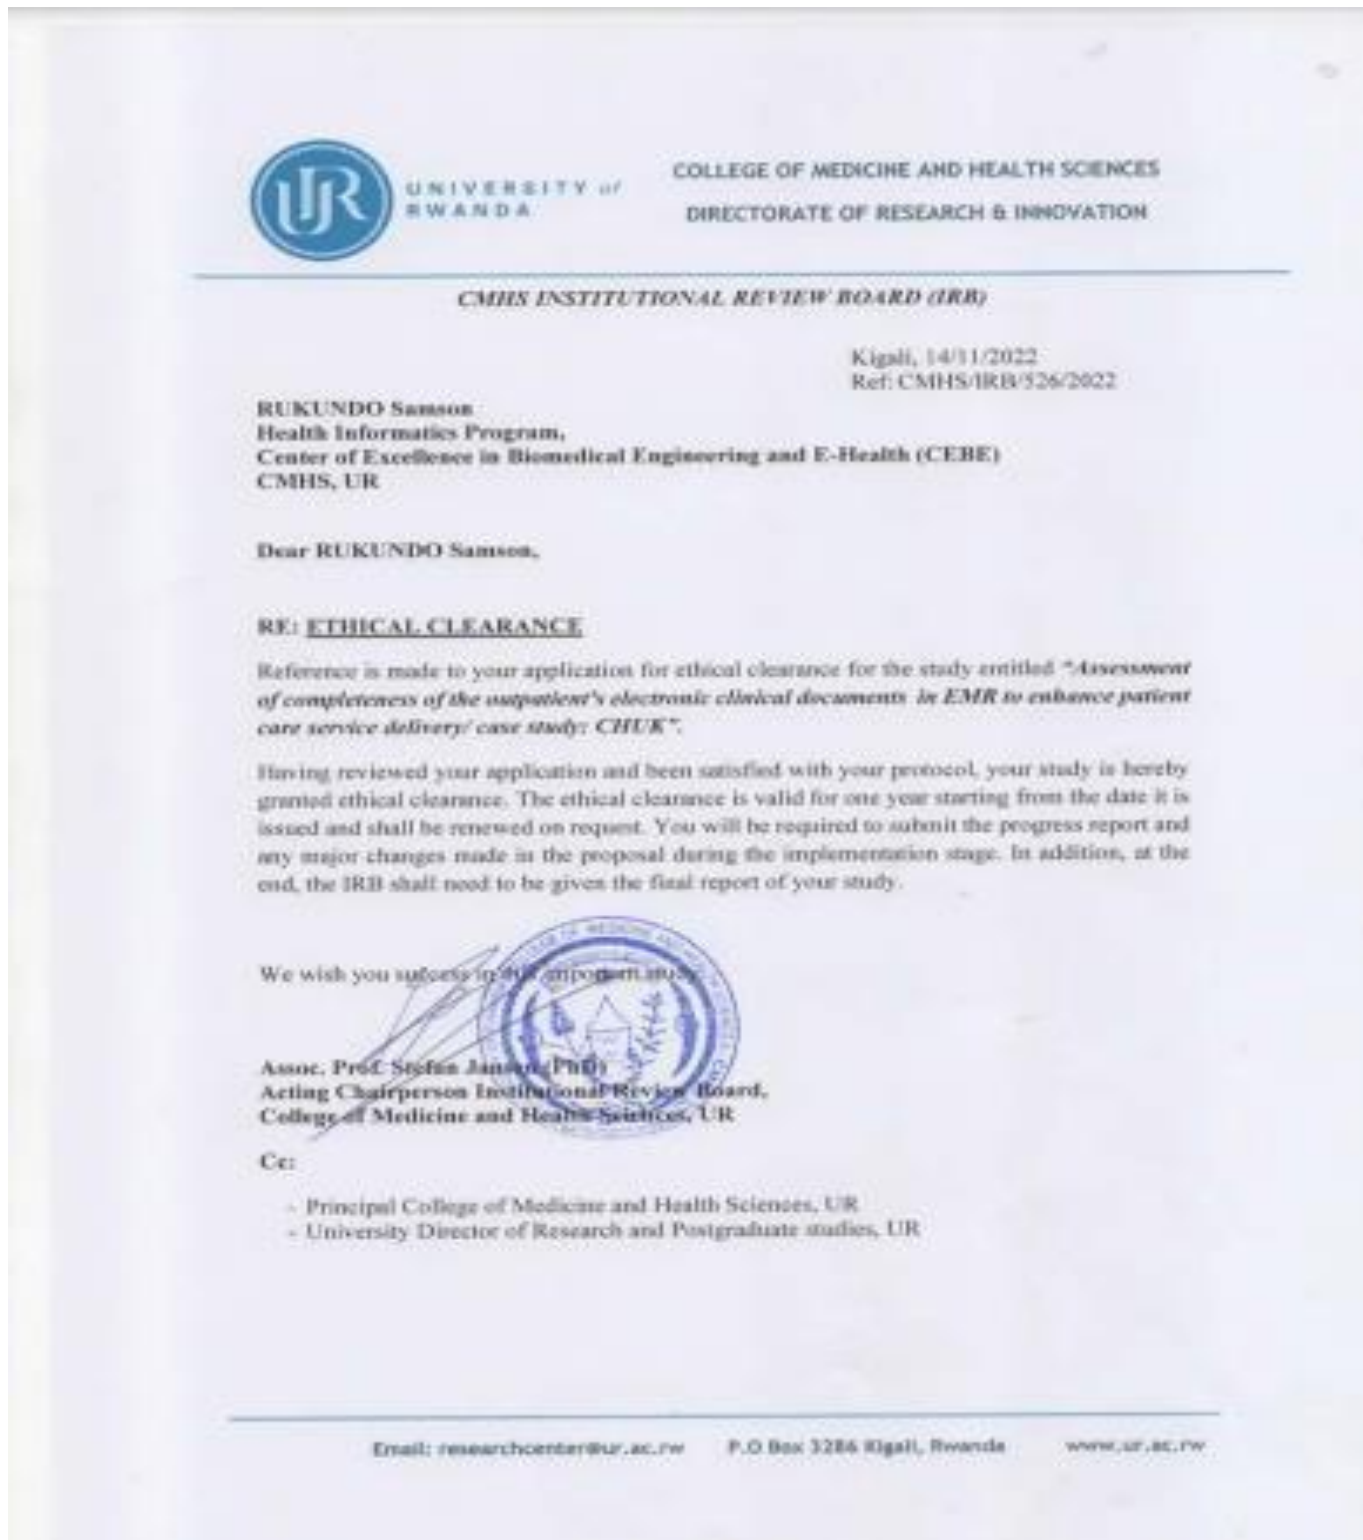 UR
UNIVERSITY of
RWANDA
COLLEGE OF MEDICINE AND HEALTH SCIENCES
DIRECTORATE OF RESEARCH & INNOVATION
CMHS INSTITUTIONAL REVIEW BOARD (IRB)
Kigali, 14/11/2022
Ref: CMHS/IRB/526/2022
RUKUNDO Samson
Health Informatics Program,
Center of Excellence in Biomedical Engineering and E-Health (CEBE)
CMHS, UR
Dear RUKUNDO Samson,
RE: ETHICAL CLEARANCE
Reference is made to your application for ethical clearance for the study entitled "Assessment
of completeness of the outpatient's electronic clinical documents in EMR to enhance patient
care service delivery/ case study: CHUK".
Having reviewed your application and been satisfied with your protocol, your study is hereby
granted ethical clearance. The ethical clearance is valid for one year starting from the date it is
issued and shall be renewed on request. You will be required to submit the progress report and
any major changes made in the proposal during the implementation stage. In addition, at the
end, the IRB shall need to be given the final report of your study.
We wish you success in this important study.
Assoc. Prof. Stefan Jansen (PhD)
Acting Chairperson Institutional Review Board,
College of Medicine and Health Sciences, UR
Cc:
- Principal College of Medicine and Health Sciences, UR
- University Director of Research and Postgraduate studies, UR
Email: researchcenter@ur.ac.rw P.O Box 3286 Kigali, Rwanda www.ur.ac.rw